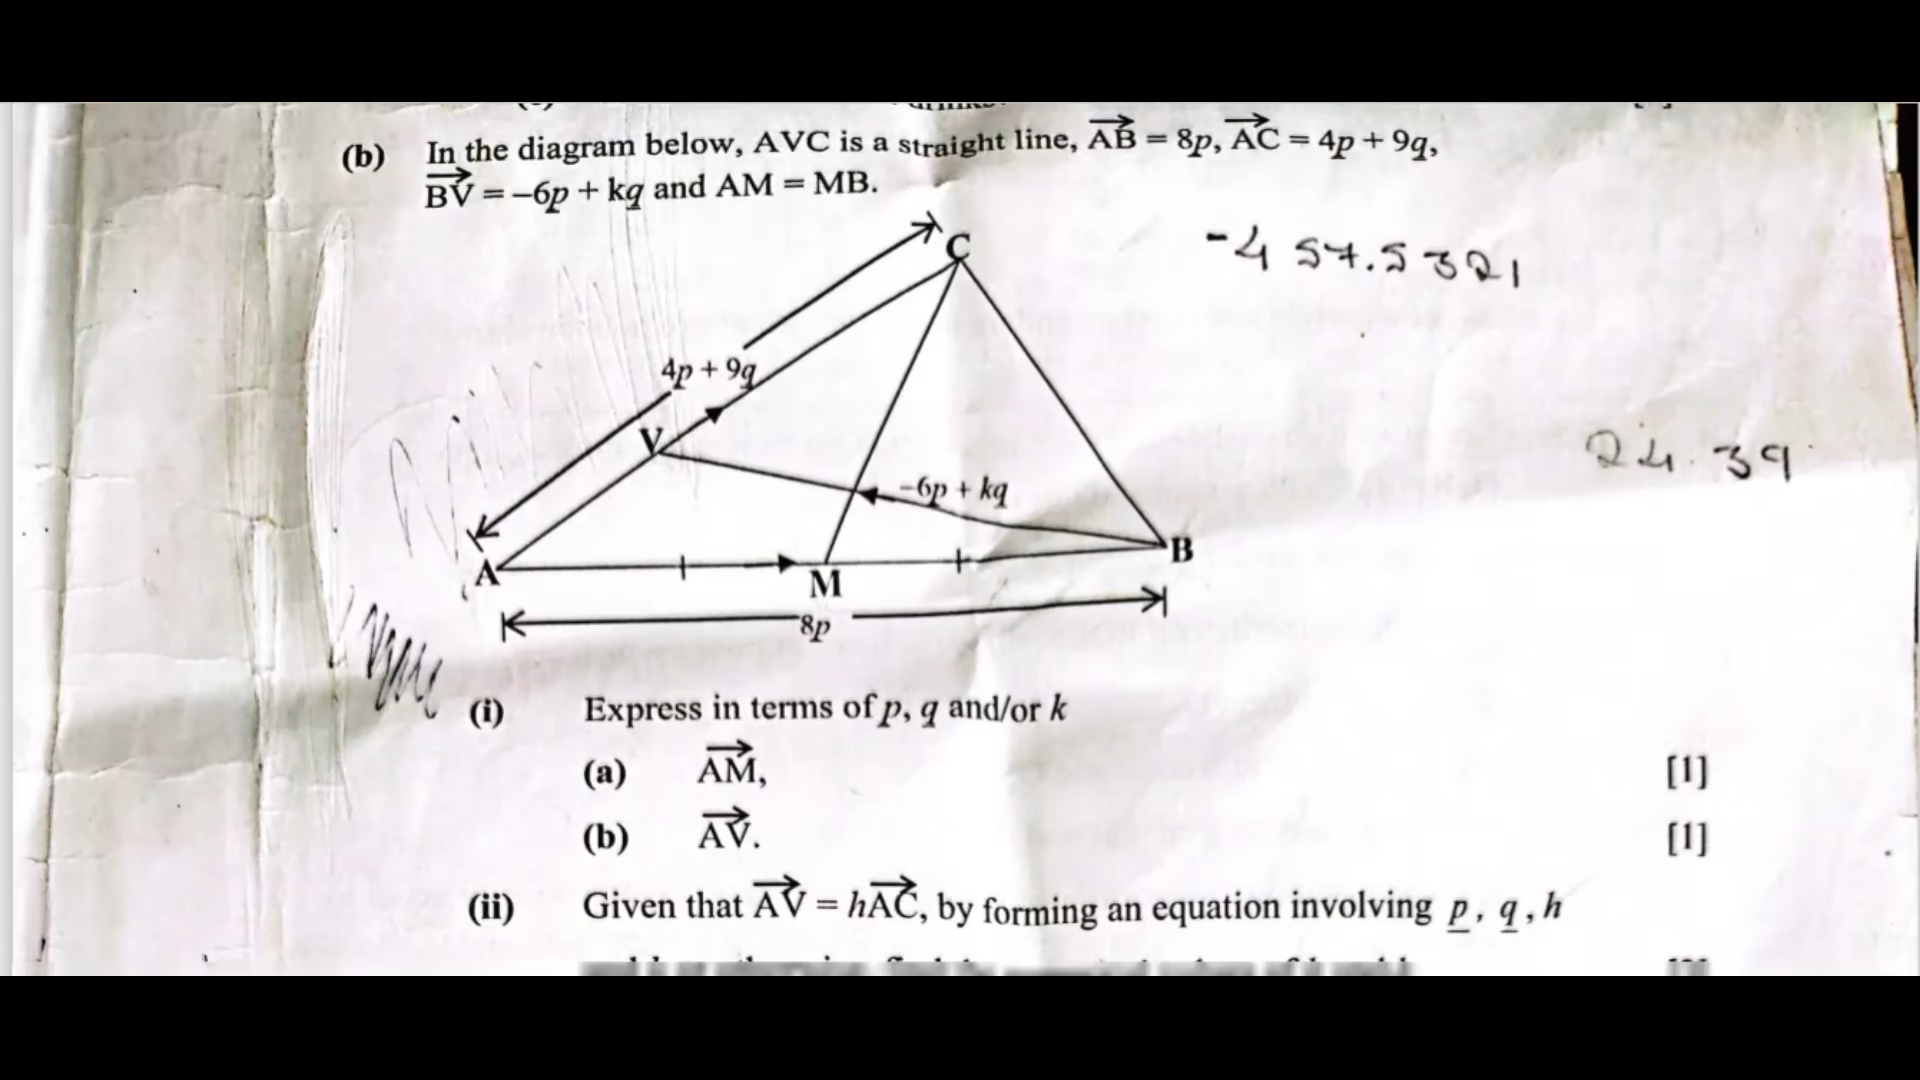 (b) In the diagram below, AVC is a straight line, AB = 8p, AC = 4p + 9q,
BV = –6p + kq and AM = MB.
-4 57.5321
C
4p + 9q
V
24.39
–6p + kq
A
M
B
8p
(i) Express in terms of p, q and/or k
(a) AM, [1]
(b) AV. [1]
(ii) Given that AV = hAC, by forming an equation involving p, q, h